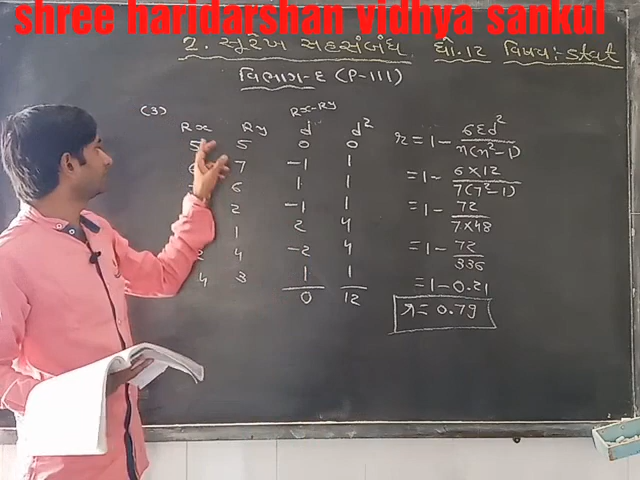 shree haridarshan vidhya sankul
2. સુરેખ સહસંબંધ ધો.12 વિષય: stat
વિભાગ-ઈ (P-111)
(3) Rx-Ry
Rx Ry d d²
5 5 0 0
7 -1 1
6 1 1
2 -1 1
1 2 4
2 4 -2 4
4 3 1 1
0 12
r = 1 - 6Σd² / n(n²-1)
= 1 - 6×12 / 7(7²-1)
= 1 - 72 / 7×48
= 1 - 72 / 336
= 1 - 0.21
r = 0.79